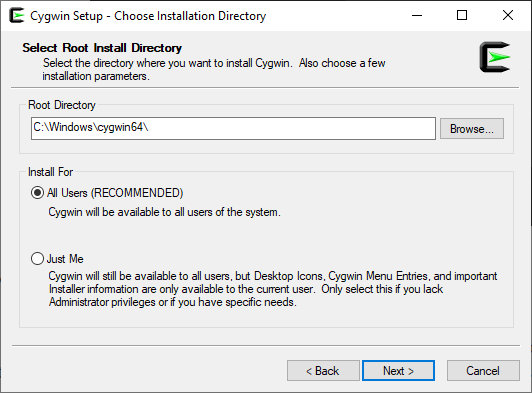 Cygwin Setup - Choose Installation Directory
Select Root Install Directory
Select the directory where you want to install Cygwin. Also choose a few
installation parameters.
Root Directory
C:\Windows\cygwin64\
Browse...
Install For
All Users (RECOMMENDED)
Cygwin will be available to all users of the system.
Just Me
Cygwin will still be available to all users, but Desktop Icons, Cygwin Menu Entries, and important
Installer information are only available to the current user. Only select this if you lack
Administrator privileges or if you have specific needs.
< Back
Next >
Cancel